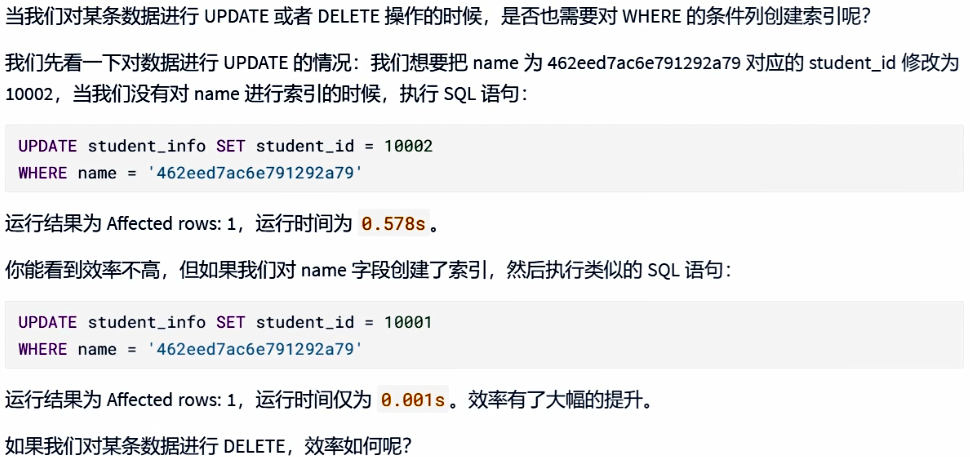 当我们对某条数据进行 UPDATE 或者 DELETE 操作的时候，是否也需要对 WHERE 的条件列创建索引呢？
我们先看一下对数据进行 UPDATE 的情况：我们想要把 name 为 462eed7ac6e791292a79 对应的 student_id 修改为
10002，当我们没有对 name 进行索引的时候，执行 SQL 语句：
UPDATE student_info SET student_id = 10002
WHERE name = '462eed7ac6e791292a79'
运行结果为 Affected rows: 1，运行时间为 0.578s。
你能看到效率不高，但如果我们对 name 字段创建了索引，然后执行类似的 SQL 语句：
UPDATE student_info SET student_id = 10001
WHERE name = '462eed7ac6e791292a79'
运行结果为 Affected rows: 1，运行时间仅为 0.001s。效率有了大幅的提升。
如果我们对某条数据进行 DELETE，效率如何呢？